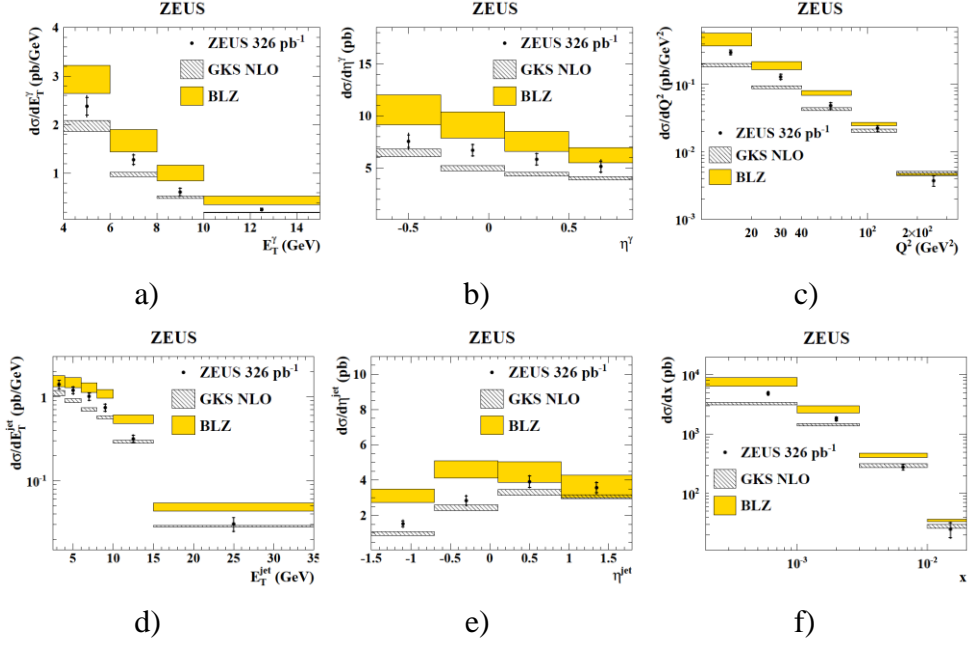 ZEUS
dσ/dE_T^γ (pb/GeV)
4
3
2
1
ZEUS 326 pb⁻¹
GKS NLO
BLZ
4 6 8 10 12 14
E_T^γ (GeV)
a)
ZEUS
dσ/dη^γ (pb)
15
10
5
ZEUS 326 pb⁻¹
GKS NLO
BLZ
-0.5 0 0.5
η^γ
b)
ZEUS
dσ/dQ² (pb/GeV²)
10⁻¹
10⁻²
10⁻³
ZEUS 326 pb⁻¹
GKS NLO
BLZ
20 30 40 10² 2×10²
Q² (GeV²)
c)
ZEUS
dσ/dE_T^jet (pb/GeV)
1
10⁻¹
ZEUS 326 pb⁻¹
GKS NLO
BLZ
5 10 15 20 25 30 35
E_T^jet (GeV)
d)
ZEUS
dσ/dη^jet (pb)
10
8
6
4
2
ZEUS 326 pb⁻¹
GKS NLO
BLZ
-1.5 -1 -0.5 0 0.5 1 1.5
η^jet
e)
ZEUS
dσ/dx (pb)
10⁴
10³
10²
ZEUS 326 pb⁻¹
GKS NLO
BLZ
10⁻³ 10⁻²
x
f)